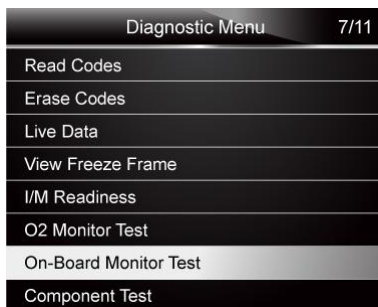 Diagnostic Menu 7/11
Read Codes
Erase Codes
Live Data
View Freeze Frame
I/M Readiness
O2 Monitor Test
On-Board Monitor Test
Component Test